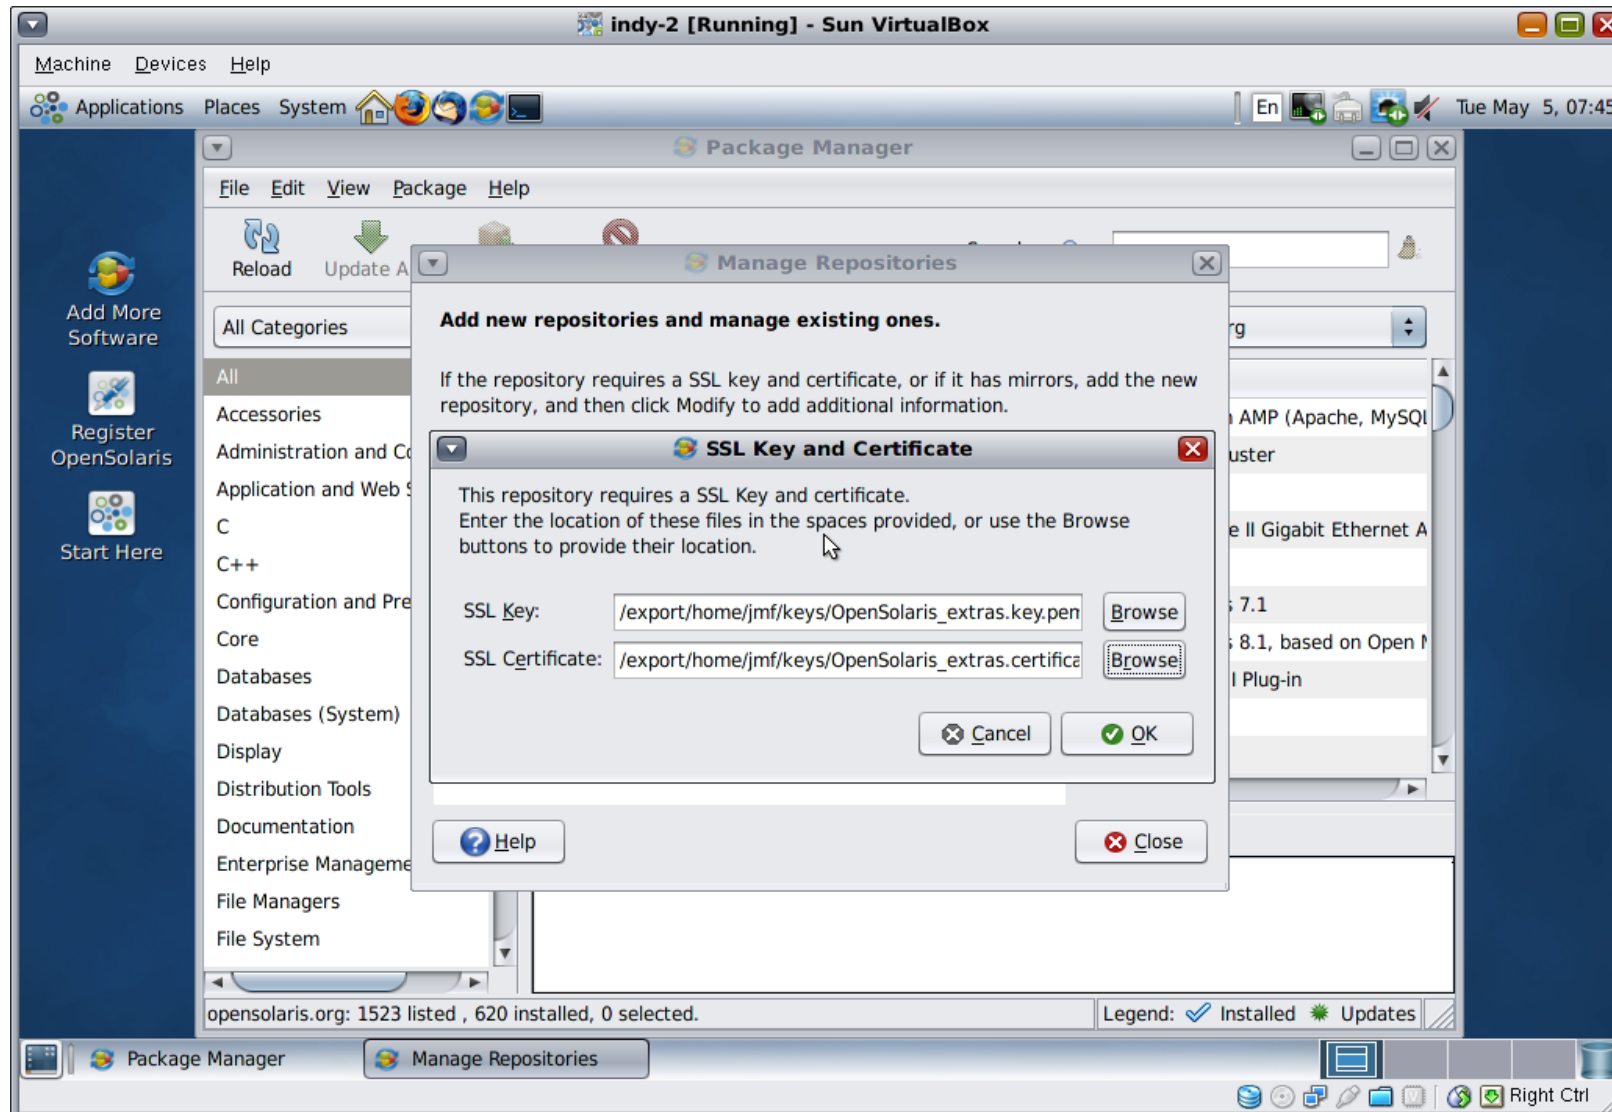 indy-2 [Running] - Sun VirtualBox
Machine Devices Help
Applications Places System En Tue May 5, 07:45
Package Manager
File Edit View Package Help
Reload Update A
Manage Repositories
Add More
Software
Register
OpenSolaris
Start Here
All Categories
rg
All
Accessories
Administration and Co
Application and Web S
C
C++
Configuration and Pre
Core
Databases
Databases (System)
Display
Distribution Tools
Documentation
Enterprise Manageme
File Managers
File System
Add new repositories and manage existing ones.
If the repository requires a SSL key and certificate, or if it has mirrors, add the new
repository, and then click Modify to add additional information.
AMP (Apache, MySQL
uster
e II Gigabit Ethernet A
7.1
8.1, based on Open
I Plug-in
SSL Key and Certificate
This repository requires a SSL Key and certificate.
Enter the location of these files in the spaces provided, or use the Browse
buttons to provide their location.
SSL Key: /export/home/jmf/keys/OpenSolaris_extras.key.pem Browse
SSL Certificate: /export/home/jmf/keys/OpenSolaris_extras.certifica Browse
Cancel OK
Help Close
opensolaris.org: 1523 listed , 620 installed, 0 selected. Legend: Installed Updates
Package Manager Manage Repositories
Right Ctrl